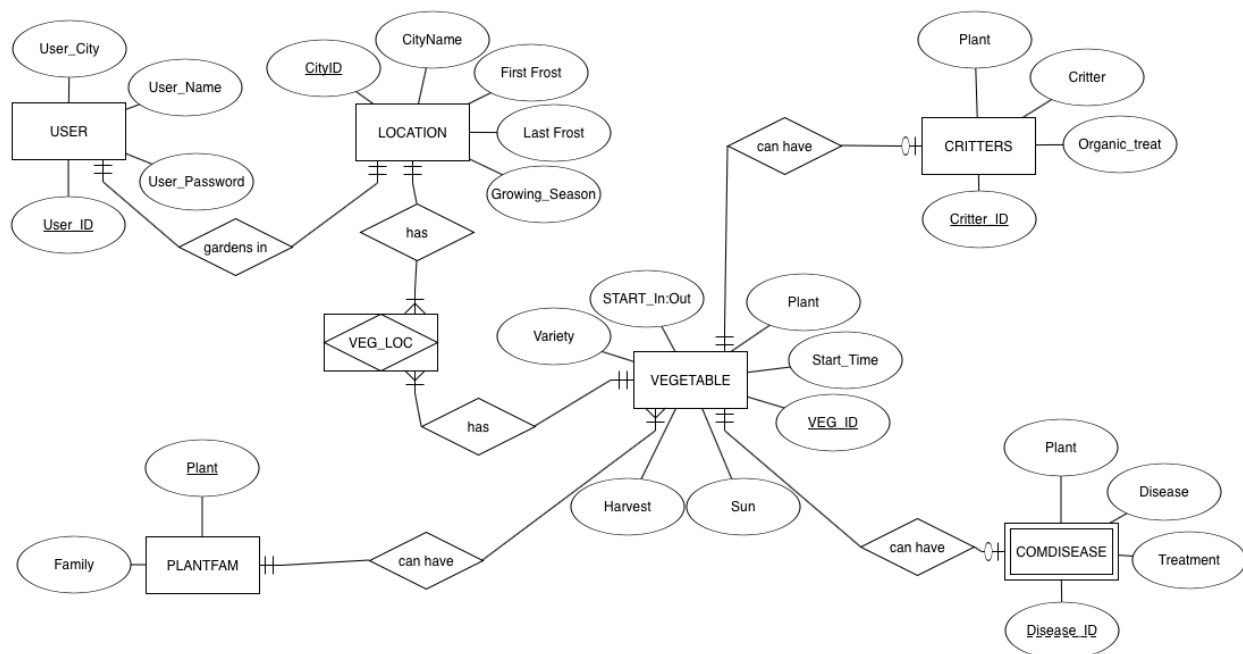 User_City
CityName
Plant
CityID
First Frost
User_Name
Critter
USER
LOCATION
Last Frost
can have
CRITTERS
Organic_treat
User_Password
Growing_Season
User_ID
Critter_ID
gardens in
has
START_In:Out
Plant
Variety
VEG_LOC
Start_Time
VEGETABLE
VEG_ID
has
Plant
Plant
Disease
Harvest
Sun
Family
PLANTFAM
can have
can have
COMDISEASE
Treatment
Disease_ID